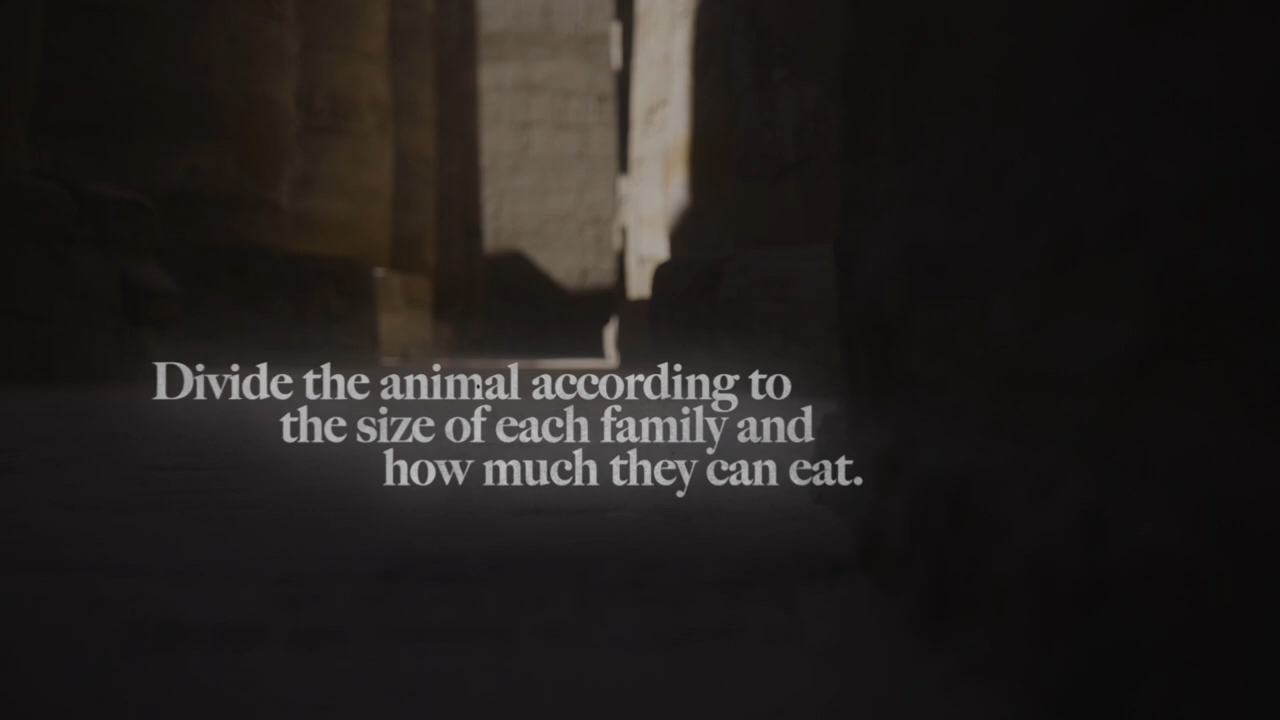 Divide the animal according to
the size of each family and
how much they can eat.